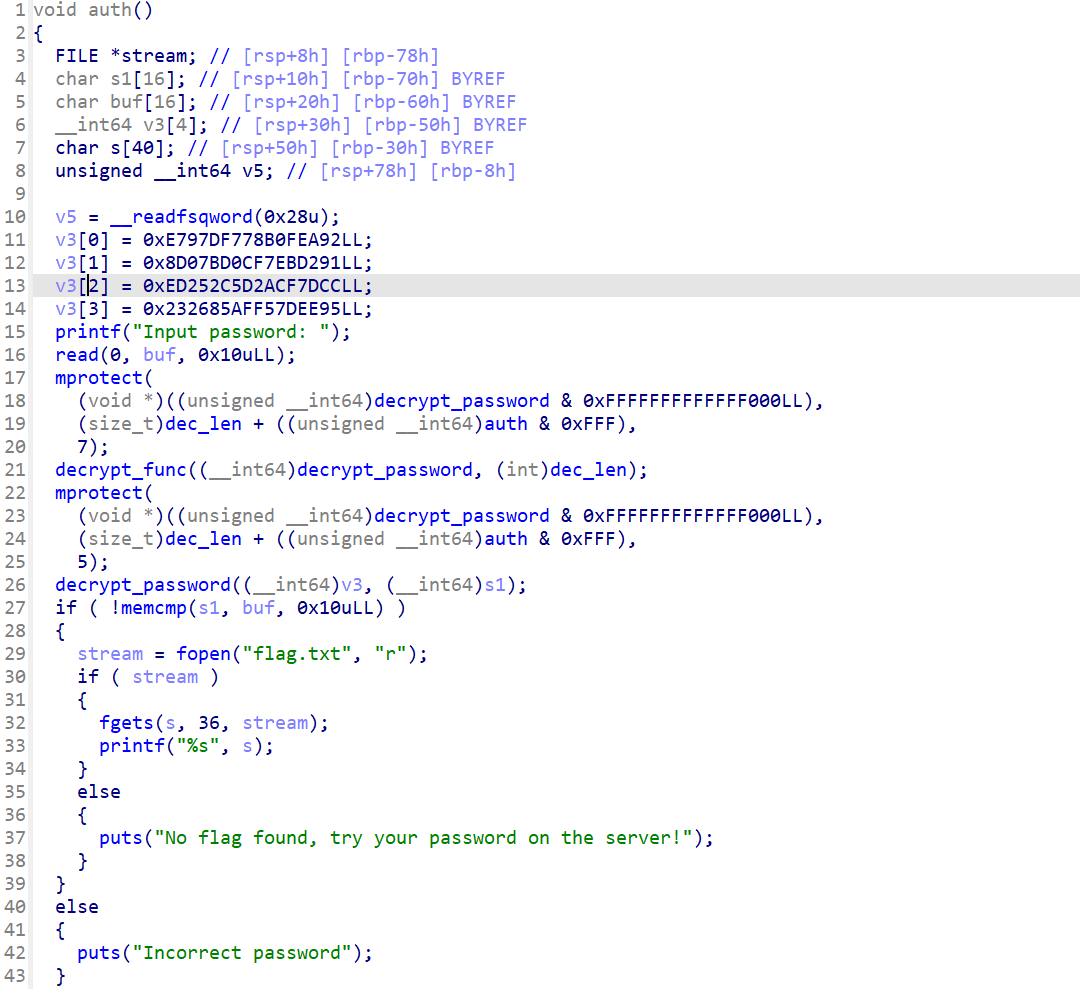 1 void auth()
2 {
3   FILE *stream; // [rsp+8h] [rbp-78h]
4   char s1[16]; // [rsp+10h] [rbp-70h] BYREF
5   char buf[16]; // [rsp+20h] [rbp-60h] BYREF
6   __int64 v3[4]; // [rsp+30h] [rbp-50h] BYREF
7   char s[40]; // [rsp+50h] [rbp-30h] BYREF
8   unsigned __int64 v5; // [rsp+78h] [rbp-8h]
9
10   v5 = __readfsqword(0x28u);
11   v3[0] = 0xE797DF778B0FEA92LL;
12   v3[1] = 0x8D07BD0CF7EBD291LL;
13   v3[2] = 0xED252C5D2ACF7DCCLL;
14   v3[3] = 0x232685AFF57DEE95LL;
15   printf("Input password: ");
16   read(0, buf, 0x10uLL);
17   mprotect(
18     (void *)((unsigned __int64)decrypt_password & 0xFFFFFFFFFFFFF000LL),
19     (size_t)dec_len + ((unsigned __int64)auth & 0xFFF),
20     7);
21   decrypt_func((__int64)decrypt_password, (int)dec_len);
22   mprotect(
23     (void *)((unsigned __int64)decrypt_password & 0xFFFFFFFFFFFFF000LL),
24     (size_t)dec_len + ((unsigned __int64)auth & 0xFFF),
25     5);
26   decrypt_password((__int64)v3, (__int64)s1);
27   if ( !memcmp(s1, buf, 0x10uLL) )
28   {
29     stream = fopen("flag.txt", "r");
30     if ( stream )
31     {
32       fgets(s, 36, stream);
33       printf("%s", s);
34     }
35     else
36     {
37       puts("No flag found, try your password on the server!");
38     }
39   }
40   else
41   {
42     puts("Incorrect password");
43   }